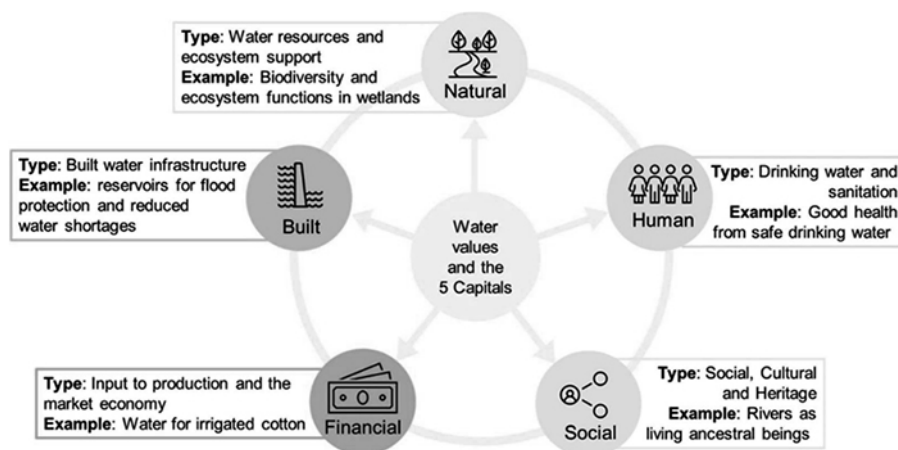 Type: Water resources and
ecosystem support
Example: Biodiversity and
ecosystem functions in wetlands
Natural
Type: Built water infrastructure
Example: reservoirs for flood
protection and reduced
water shortages
Built
Water
values
and the
5 Capitals
Human
Type: Drinking water and
sanitation
Example: Good health
from safe drinking water
Type: Input to production and the
market economy
Example: Water for irrigated cotton
Financial
Social
Type: Social, Cultural
and Heritage
Example: Rivers as
living ancestral beings